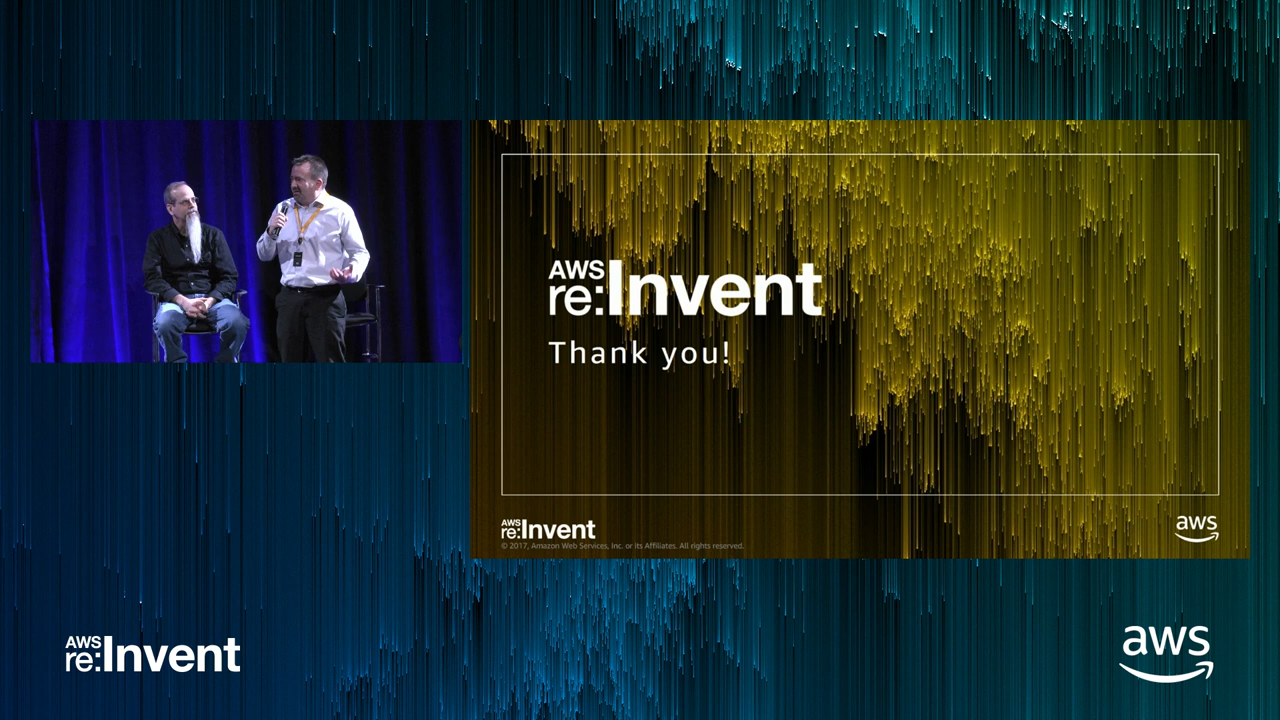 AWS
re:Invent
Thank you!
AWS
re:Invent
aws
© 2017, Amazon Web Services, Inc. or its Affiliates. All rights reserved.
AWS
re:Invent
aws